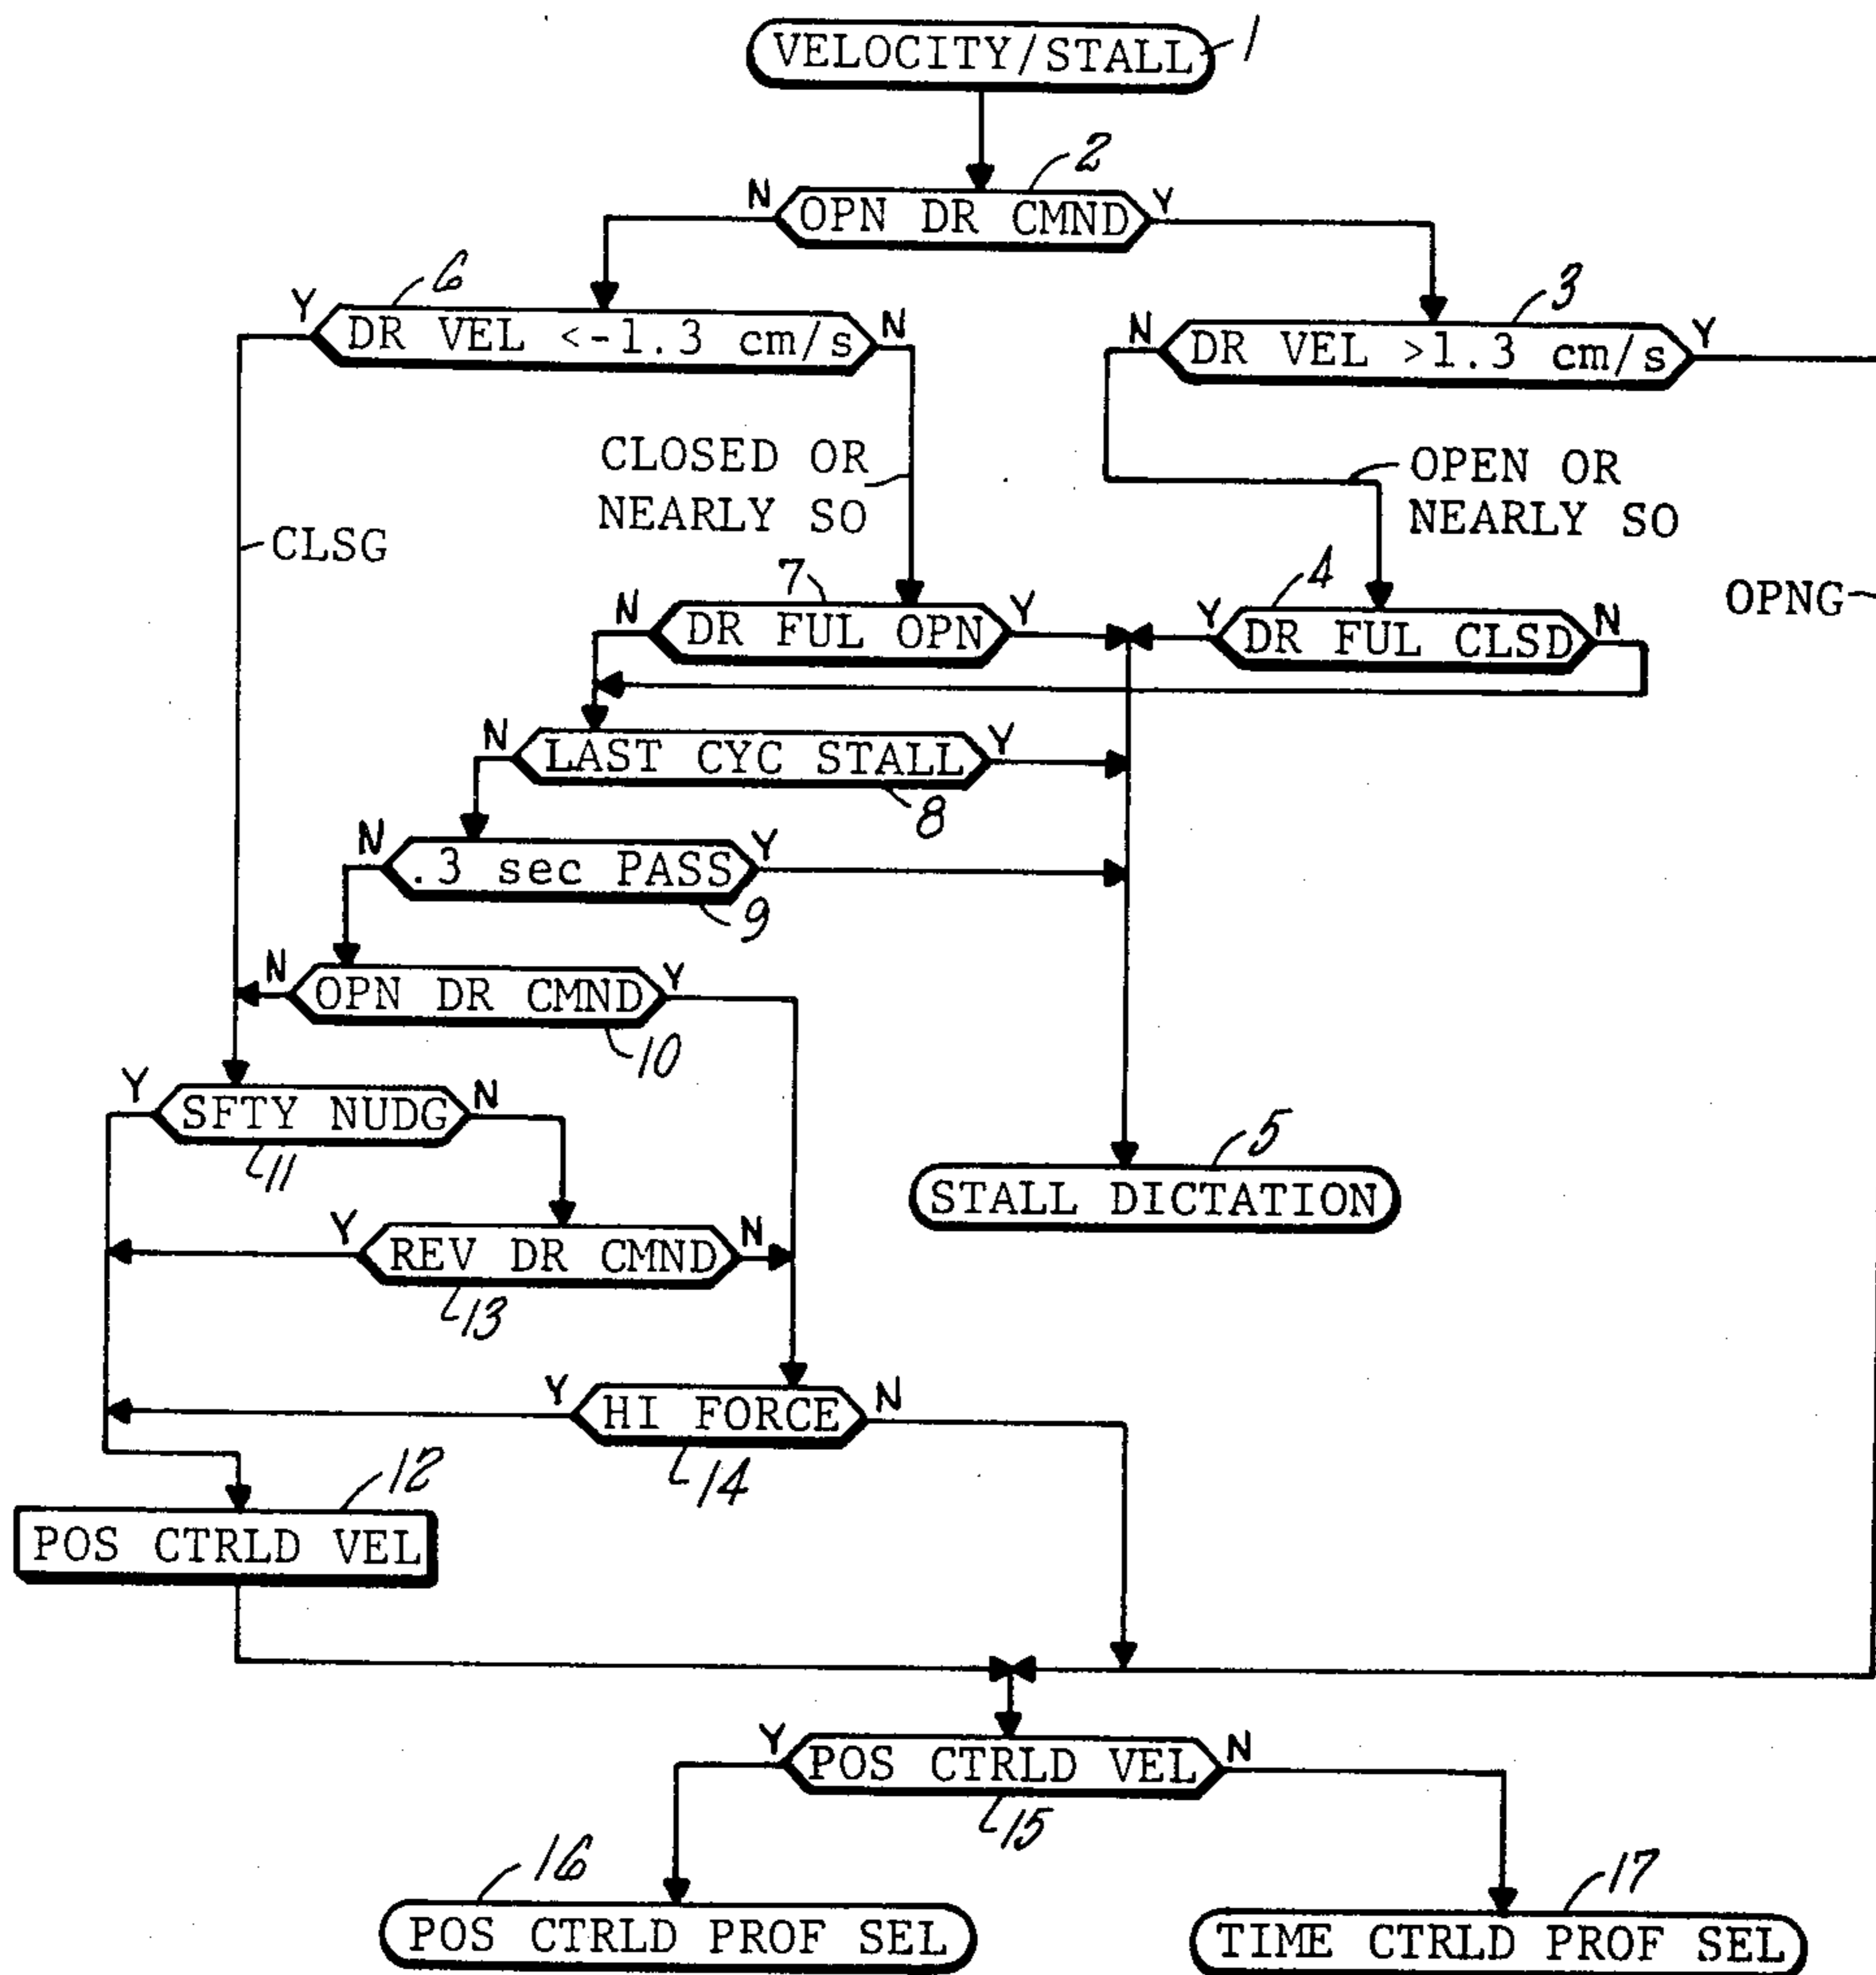 VELOCITY/STALL
1
2
N
OPN DR CMND
Y
6
Y
DR VEL <-1.3 cm/s
N
3
N
DR VEL >1.3 cm/s
Y
CLOSED OR
NEARLY SO
OPEN OR
NEARLY SO
CLSG
OPNG
7
N
DR FUL OPN
Y
4
Y
DR FUL CLSD
N
N
LAST CYC STALL
Y
8
N
.3 sec PASS
Y
9
N
OPN DR CMND
Y
10
Y
SFTY NUDG
N
11
5
STALL DICTATION
Y
REV DR CMND
N
13
Y
HI FORCE
N
14
12
POS CTRLD VEL
Y
POS CTRLD VEL
N
15
16
POS CTRLD PROF SEL
17
TIME CTRLD PROF SEL